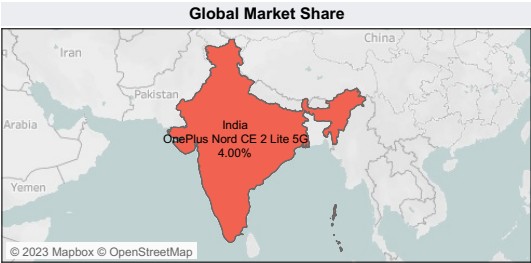 Global Market Share
Iran
China
Pakistan
Arabia
India
OnePlus Nord CE 2 Lite 5G
4.00%
Yemen
© 2023 Mapbox © OpenStreetMap